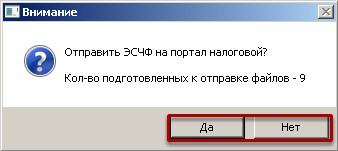 Внимание
Отправить ЭСЧФ на портал налоговой?
Кол-во подготовленных к отправке файлов - 9
Да Нет